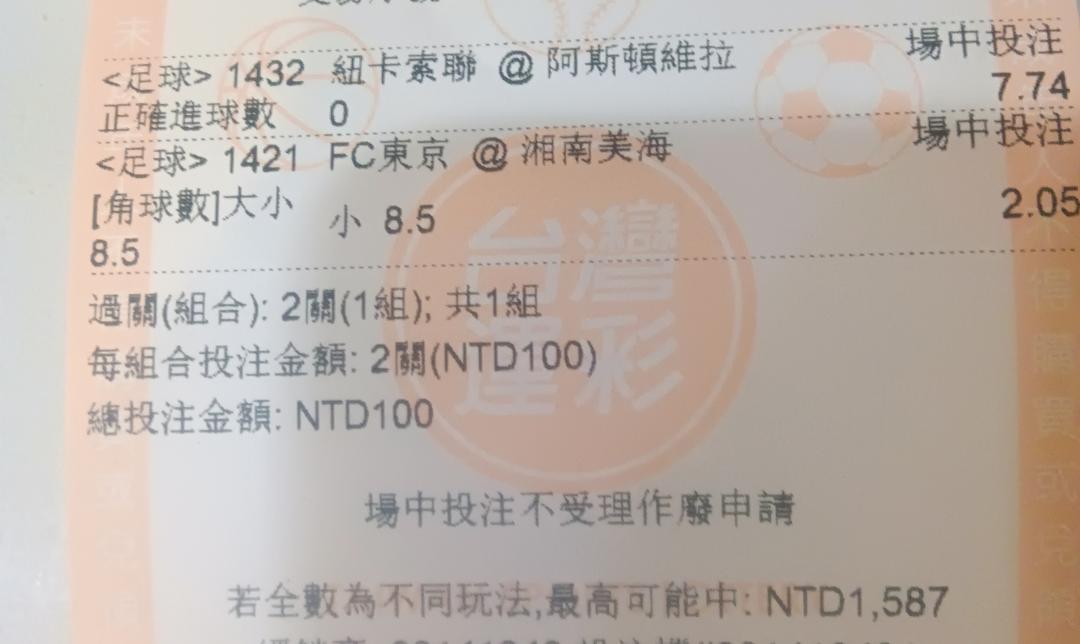 <足球> 1432 紐卡索聯 @ 阿斯頓維拉 場中投注
正確進球數 0 7.74
<足球> 1421 FC東京 @ 湘南美海 場中投注
[角球數]大小 小 8.5 2.05
8.5
過關(組合): 2關(1組); 共1組
每組合投注金額: 2關(NTD100)
總投注金額: NTD100
場中投注不受理作廢申請
若全數為不同玩法,最高可能中: NTD1,587
台灣
運彩